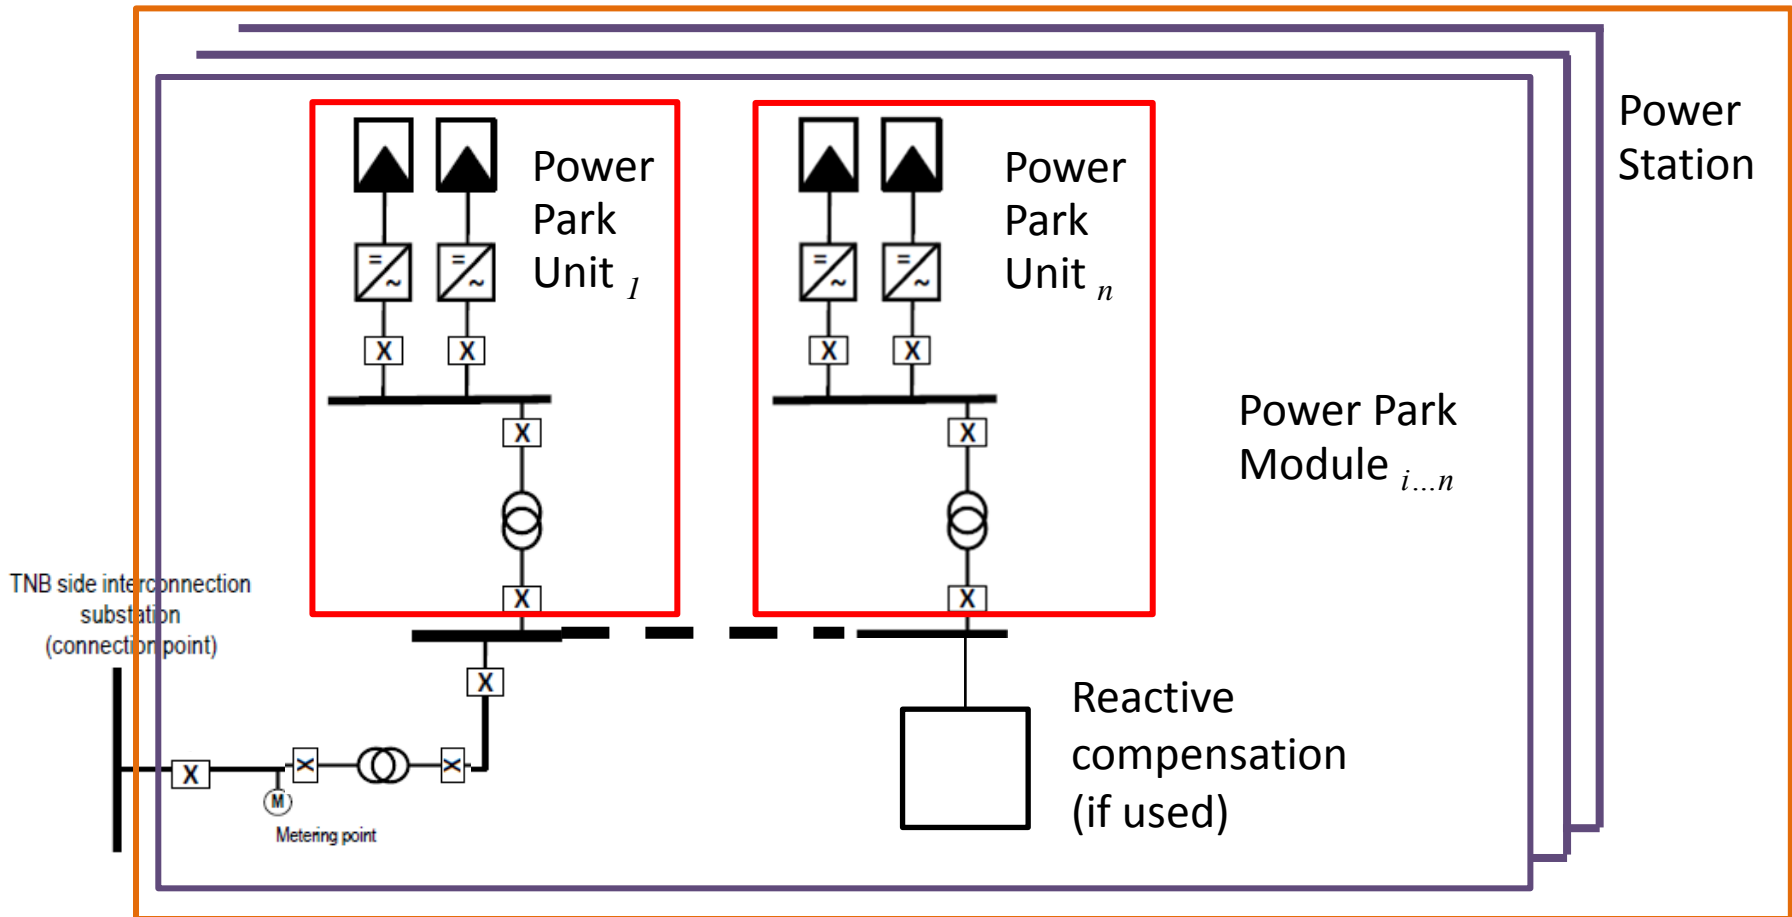 Power
Station
Power
Park
Unit 1
Power
Park
Unit n
= ~
= ~
= ~
= ~
X
X
X
X
X
X
Power Park
Module i...n
X
X
TNB side interconnection
substation
(connection point)
X
X
X
X
M
Metering point
Reactive
compensation
(if used)